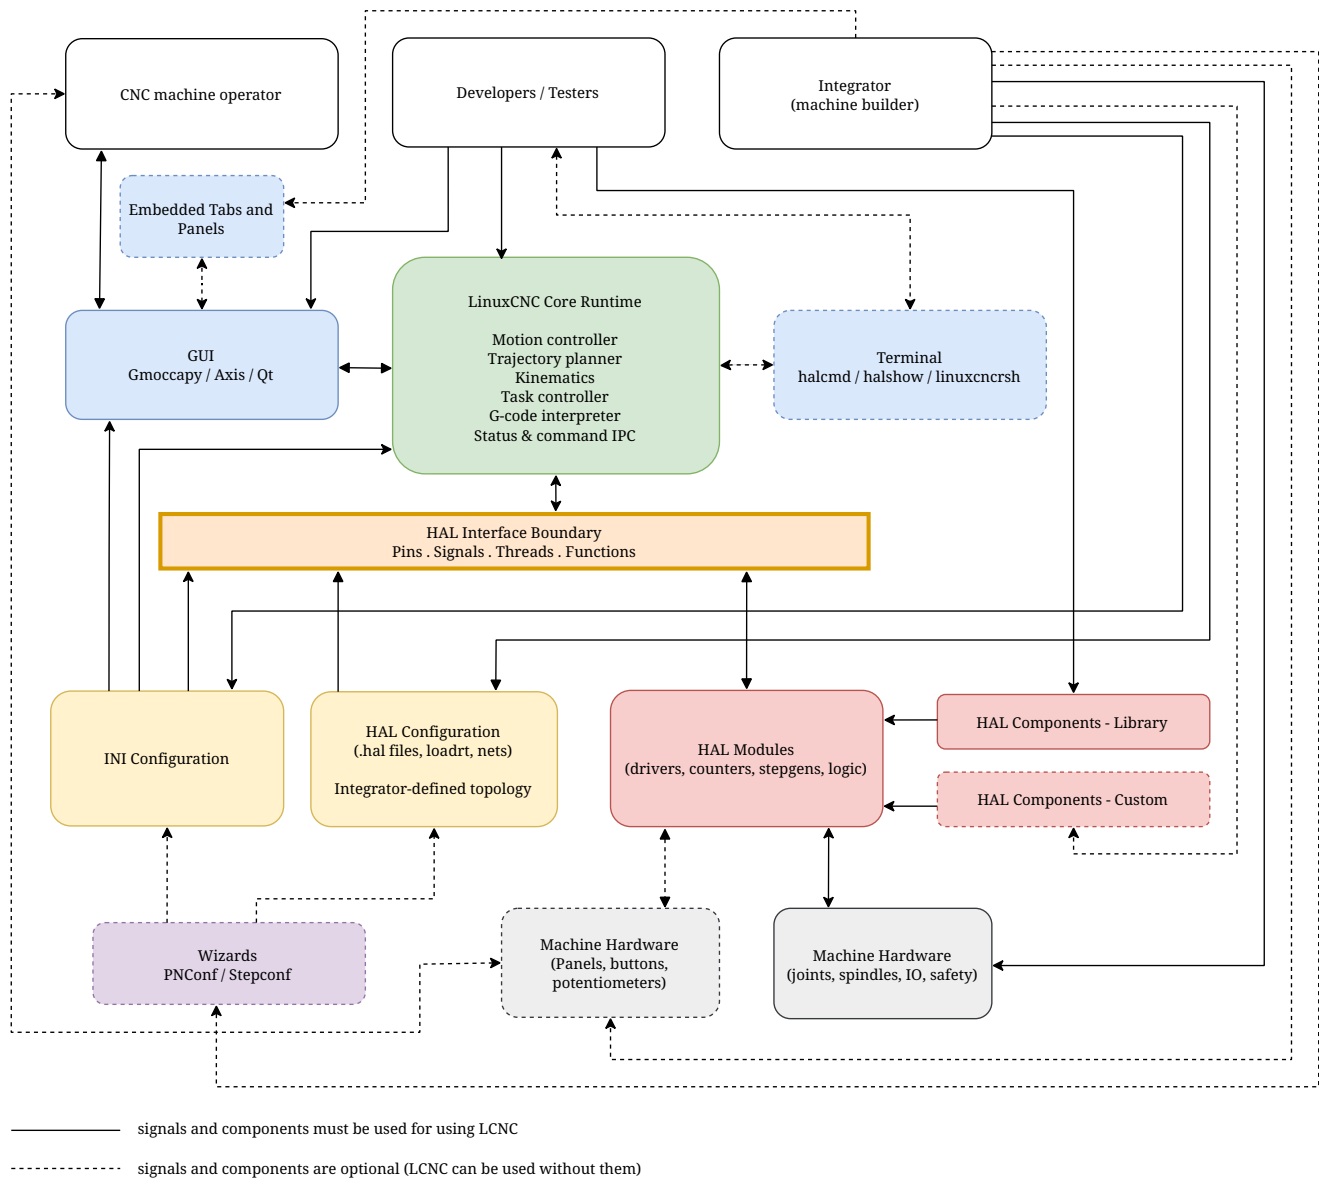 CNC machine operator
Developers / Testers
Integrator
(machine builder)
Embedded Tabs and
Panels
GUI
Gmoccapy / Axis / Qt
LinuxCNC Core Runtime
Motion controller
Trajectory planner
Kinematics
Task controller
G-code interpreter
Status & command IPC
Terminal
halcmd / halshow / linuxcncrsh
HAL Interface Boundary
Pins . Signals . Threads . Functions
INI Configuration
HAL Configuration
(.hal files, loadrt, nets)
Integrator-defined topology
HAL Modules
(drivers, counters, stepgens, logic)
HAL Components - Library
HAL Components - Custom
Wizards
PNConf / Stepconf
Machine Hardware
(Panels, buttons,
potentiometers)
Machine Hardware
(joints, spindles, IO, safety)
signals and components must be used for using LCNC
signals and components are optional (LCNC can be used without them)